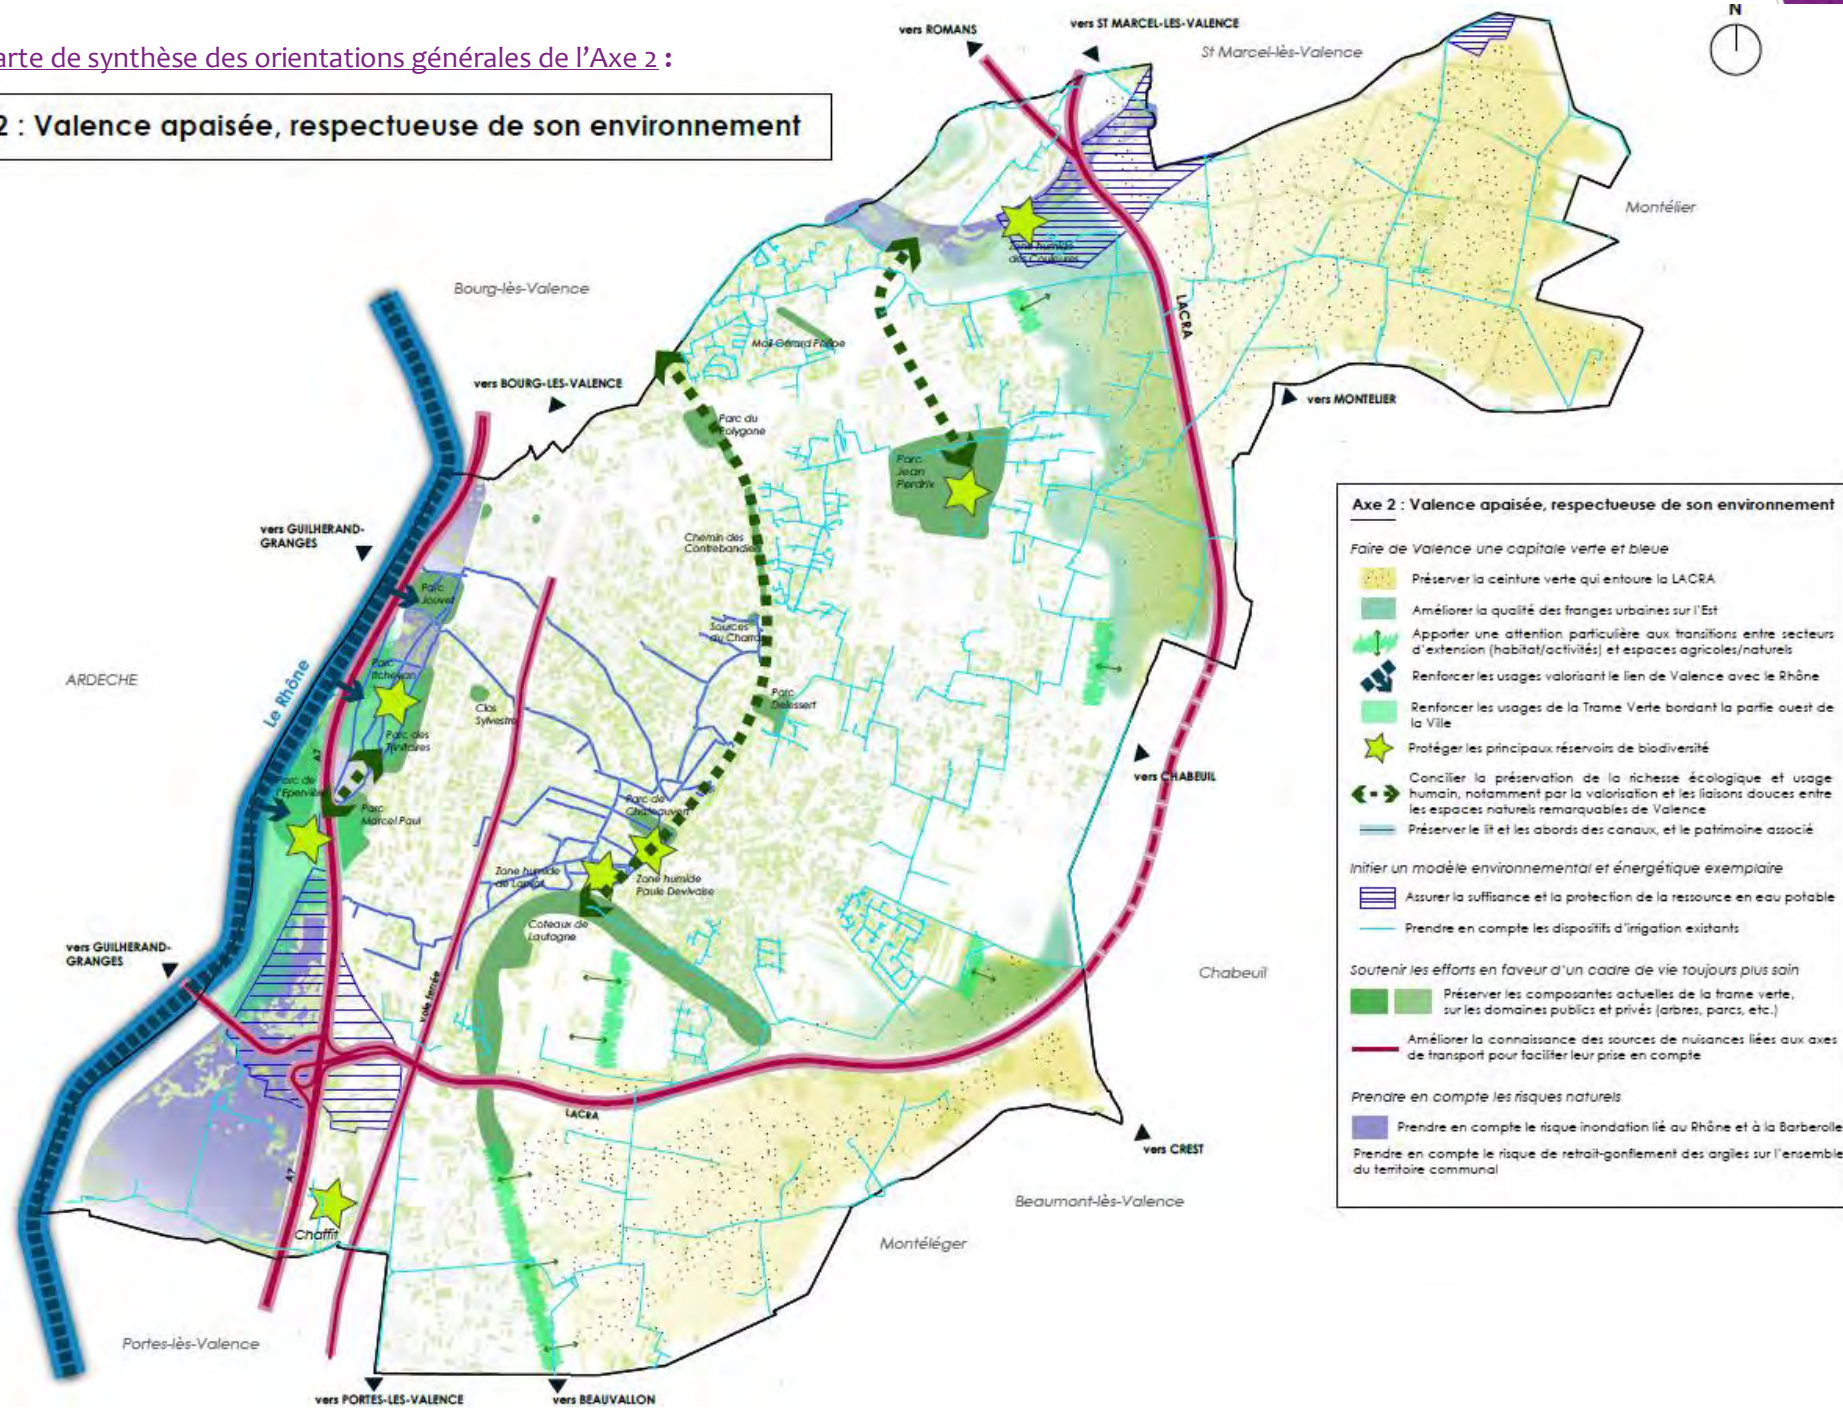 arte de synthèse des orientations générales de l'Axe 2 :
2 : Valence apaisée, respectueuse de son environnement
N
vers ROMANS
vers ST MARCEL-LES-VALENCE
St Marcel-lès-Valence
Montélier
Zone humide
des Couleures
Bourg-lès-Valence
LACRA
Mail Gérard Philipe
vers BOURG-LES-VALENCE
vers MONTELIER
Parc du
Polygone
Parc
Jean
Perdrix
vers GUILHERAND-
GRANGES
Chemin des
Contrebandiers
Parc
Jouvet
Sources
du Charran
ARDECHE
Le Rhône
Parc
Itchevan
Clos
Sylvestre
Parc
Delessert
Parc des
Trinitaires
A7
vers CHABEUIL
Parc de
l'Epervière
Parc
Marcel Paul
Parc de
Chateauvert
Zone humide
de Lautagne
Zone humide
Paule Devivaise
Coteaux de
Lautagne
vers GUILHERAND-
GRANGES
Chabeuil
Voie ferrée
LACRA
vers CREST
A7
Beaumont-lès-Valence
Chaffit
Montéléger
Portes-lès-Valence
vers PORTES-LES-VALENCE
vers BEAUVALLON
Axe 2 : Valence apaisée, respectueuse de son environnement
Faire de Valence une capitale verte et bleue
Préserver la ceinture verte qui entoure la LACRA
Améliorer la qualité des franges urbaines sur l'Est
Apporter une attention particulière aux transitions entre secteurs
d'extension (habitat/activités) et espaces agricoles/naturels
Renforcer les usages valorisant le lien de Valence avec le Rhône
Renforcer les usages de la Trame Verte bordant la partie ouest de
la Ville
Protéger les principaux réservoirs de biodiversité
Concilier la préservation de la richesse écologique et usage
humain, notamment par la valorisation et les liaisons douces entre
les espaces naturels remarquables de Valence
Préserver le lit et les abords des canaux, et le patrimoine associé
Initier un modèle environnemental et énergétique exemplaire
Assurer la suffisance et la protection de la ressource en eau potable
Prendre en compte les dispositifs d'irrigation existants
Soutenir les efforts en faveur d'un cadre de vie toujours plus sain
Préserver les composantes actuelles de la trame verte,
sur les domaines publics et privés (arbres, parcs, etc.)
Améliorer la connaissance des sources de nuisances liées aux axes
de transport pour faciliter leur prise en compte
Prendre en compte les risques naturels
Prendre en compte le risque inondation lié au Rhône et à la Barberolle
Prendre en compte le risque de retrait-gonflement des argiles sur l'ensemble
du territoire communal